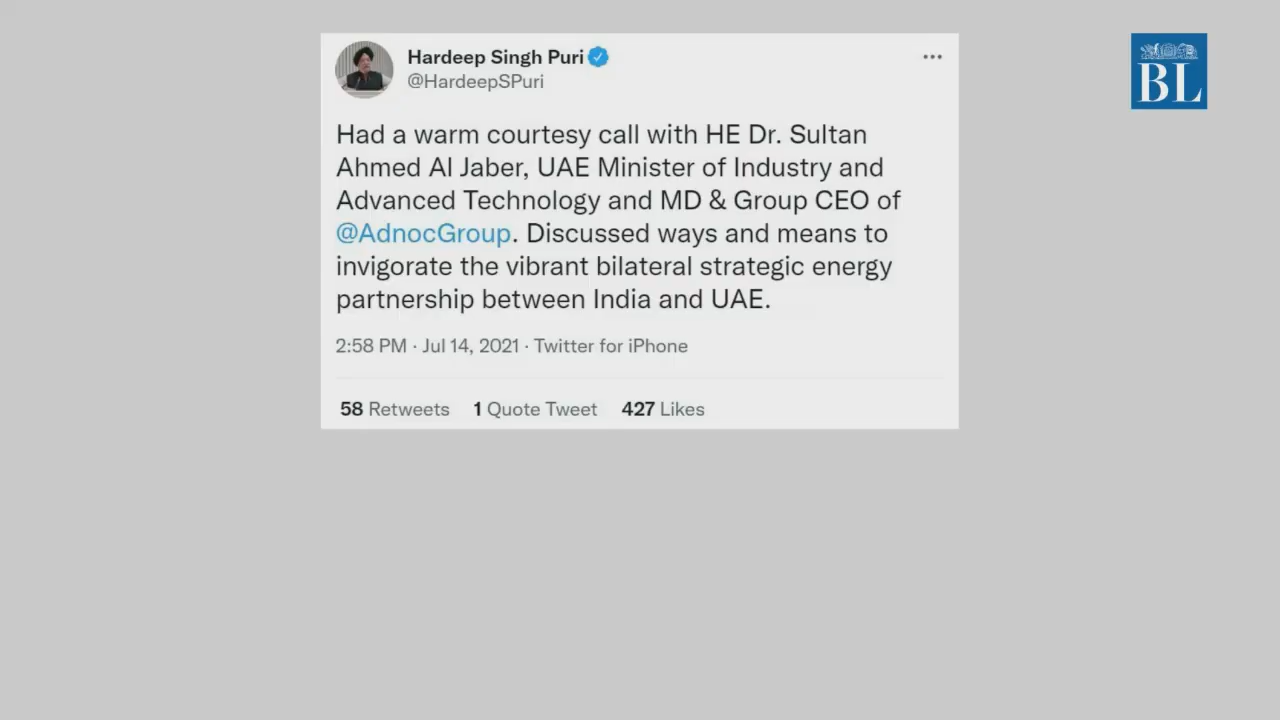 Hardeep Singh Puri
@HardeepSPuri
BL
Had a warm courtesy call with HE Dr. Sultan
Ahmed Al Jaber, UAE Minister of Industry and
Advanced Technology and MD & Group CEO of
@AdnocGroup. Discussed ways and means to
invigorate the vibrant bilateral strategic energy
partnership between India and UAE.
2:58 PM · Jul 14, 2021 · Twitter for iPhone
58 Retweets 1 Quote Tweet 427 Likes